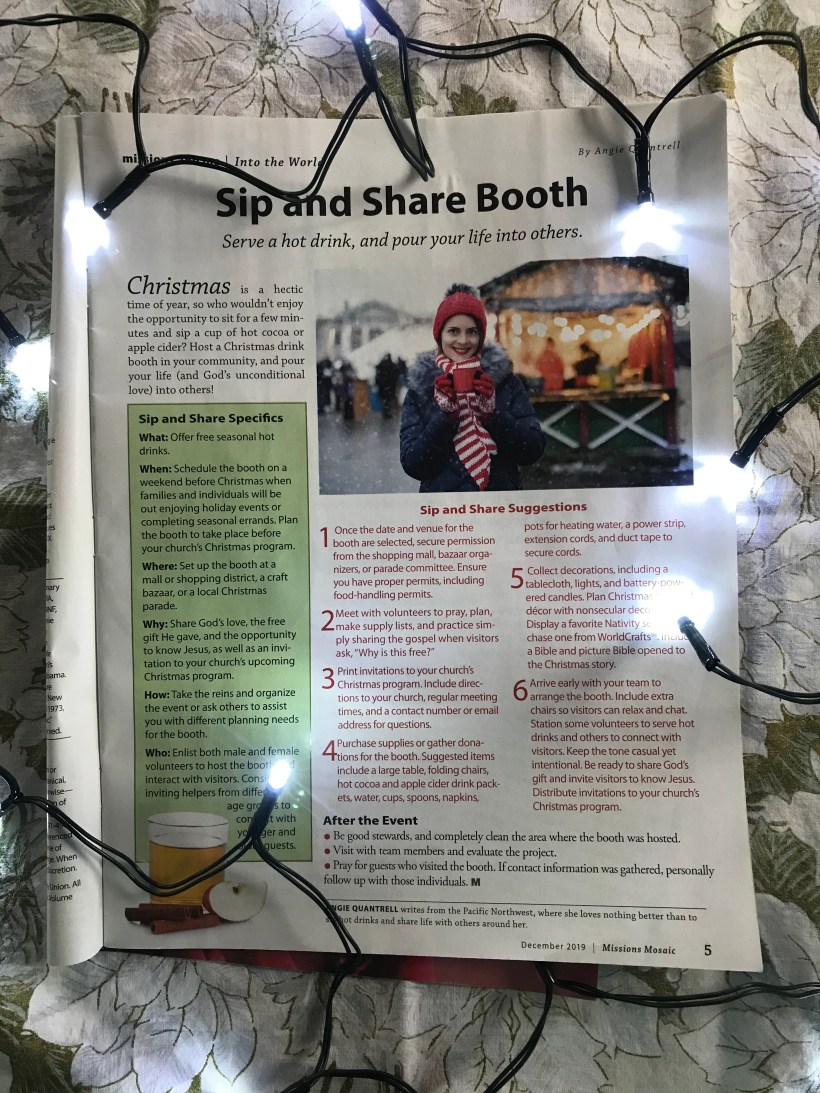 Into the World
By Angie
Sip and Share Booth
Serve a hot drink, and pour your life into others.
Christmas is a hectic
time of year, so who wouldn't enjoy
the opportunity to sit for a few min-
utes and sip a cup of hot cocoa or
apple cider? Host a Christmas drink
booth in your community, and pour
your life (and God's unconditional
love) into others!
Sip and Share Specifics
What: Offer free seasonal hot
drinks.
When: Schedule the booth on a
weekend before Christmas when
families and individuals will be
out enjoying holiday events or
completing seasonal errands. Plan
the booth to take place before
your church's Christmas program.
Where: Set up the booth at a
mall or shopping district, a craft
bazaar, or a local Christmas
parade.
Why: Share God's love, the free
gift He gave, and the opportunity
to know Jesus, as well as an invi-
tation to your church's upcoming
Christmas program.
How: Take the reins and organize
the event or ask others to assist
you with different planning needs
for the booth.
Who: Enlist both male and female
volunteers to host the booth and
interact with visitors.
inviting helpers from
age groups to
connect with
younger and
guests.
Sip and Share Suggestions
1 Once the date and venue for the
booth are selected, secure permission
from the shopping mall, bazaar orga-
nizers, or parade committee. Ensure
you have proper permits, including
food-handling permits.
2 Meet with volunteers to pray, plan,
make supply lists, and practice sim-
ply sharing the gospel when visitors
ask, "Why is this free?"
3 Print invitations to your church's
Christmas program. Include direc-
tions to your church, regular meeting
times, and a contact number or email
address for questions.
4 Purchase supplies or gather dona-
tions for the booth. Suggested items
include a large table, folding chairs,
hot cocoa and apple cider drink pack-
ets, water, cups, spoons, napkins,
pots for heating water, a power strip,
extension cords, and duct tape to
secure cords.
5 Collect decorations, including a
tablecloth, lights, and battery-pow-
ered candles. Plan Christmas
décor with nonsecular
Display a favorite Nativity
chase one from WorldCrafts℠.
a Bible and picture Bible opened to
the Christmas story.
6 Arrive early with your team to
arrange the booth. Include extra
chairs so visitors can relax and chat.
Station some volunteers to serve hot
drinks and others to connect with
visitors. Keep the tone casual yet
intentional. Be ready to share God's
gift and invite visitors to know Jesus.
Distribute invitations to your church's
Christmas program.
After the Event
• Be good stewards, and completely clean the area where the booth was hosted.
• Visit with team members and evaluate the project.
• Pray for guests who visited the booth. If contact information was gathered, personally
follow up with those individuals. M
ANGIE QUANTRELL writes from the Pacific Northwest, where she loves nothing better than to
hot drinks and share life with others around her.
December 2019 | Missions Mosaic 5